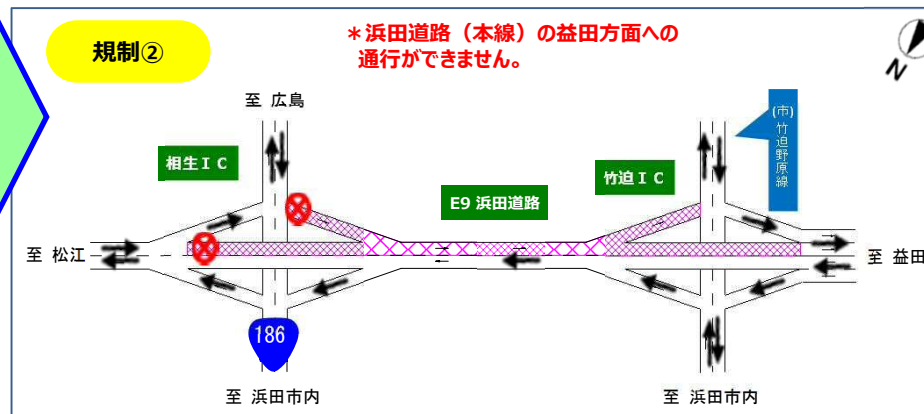 規制②
＊浜田道路（本線）の益田方面への
通行ができません。
N
至 広島
(市)竹迫野原線
相生ＩＣ
竹迫ＩＣ
E9 浜田道路
至 松江
至 益田
186
至 浜田市内
至 浜田市内